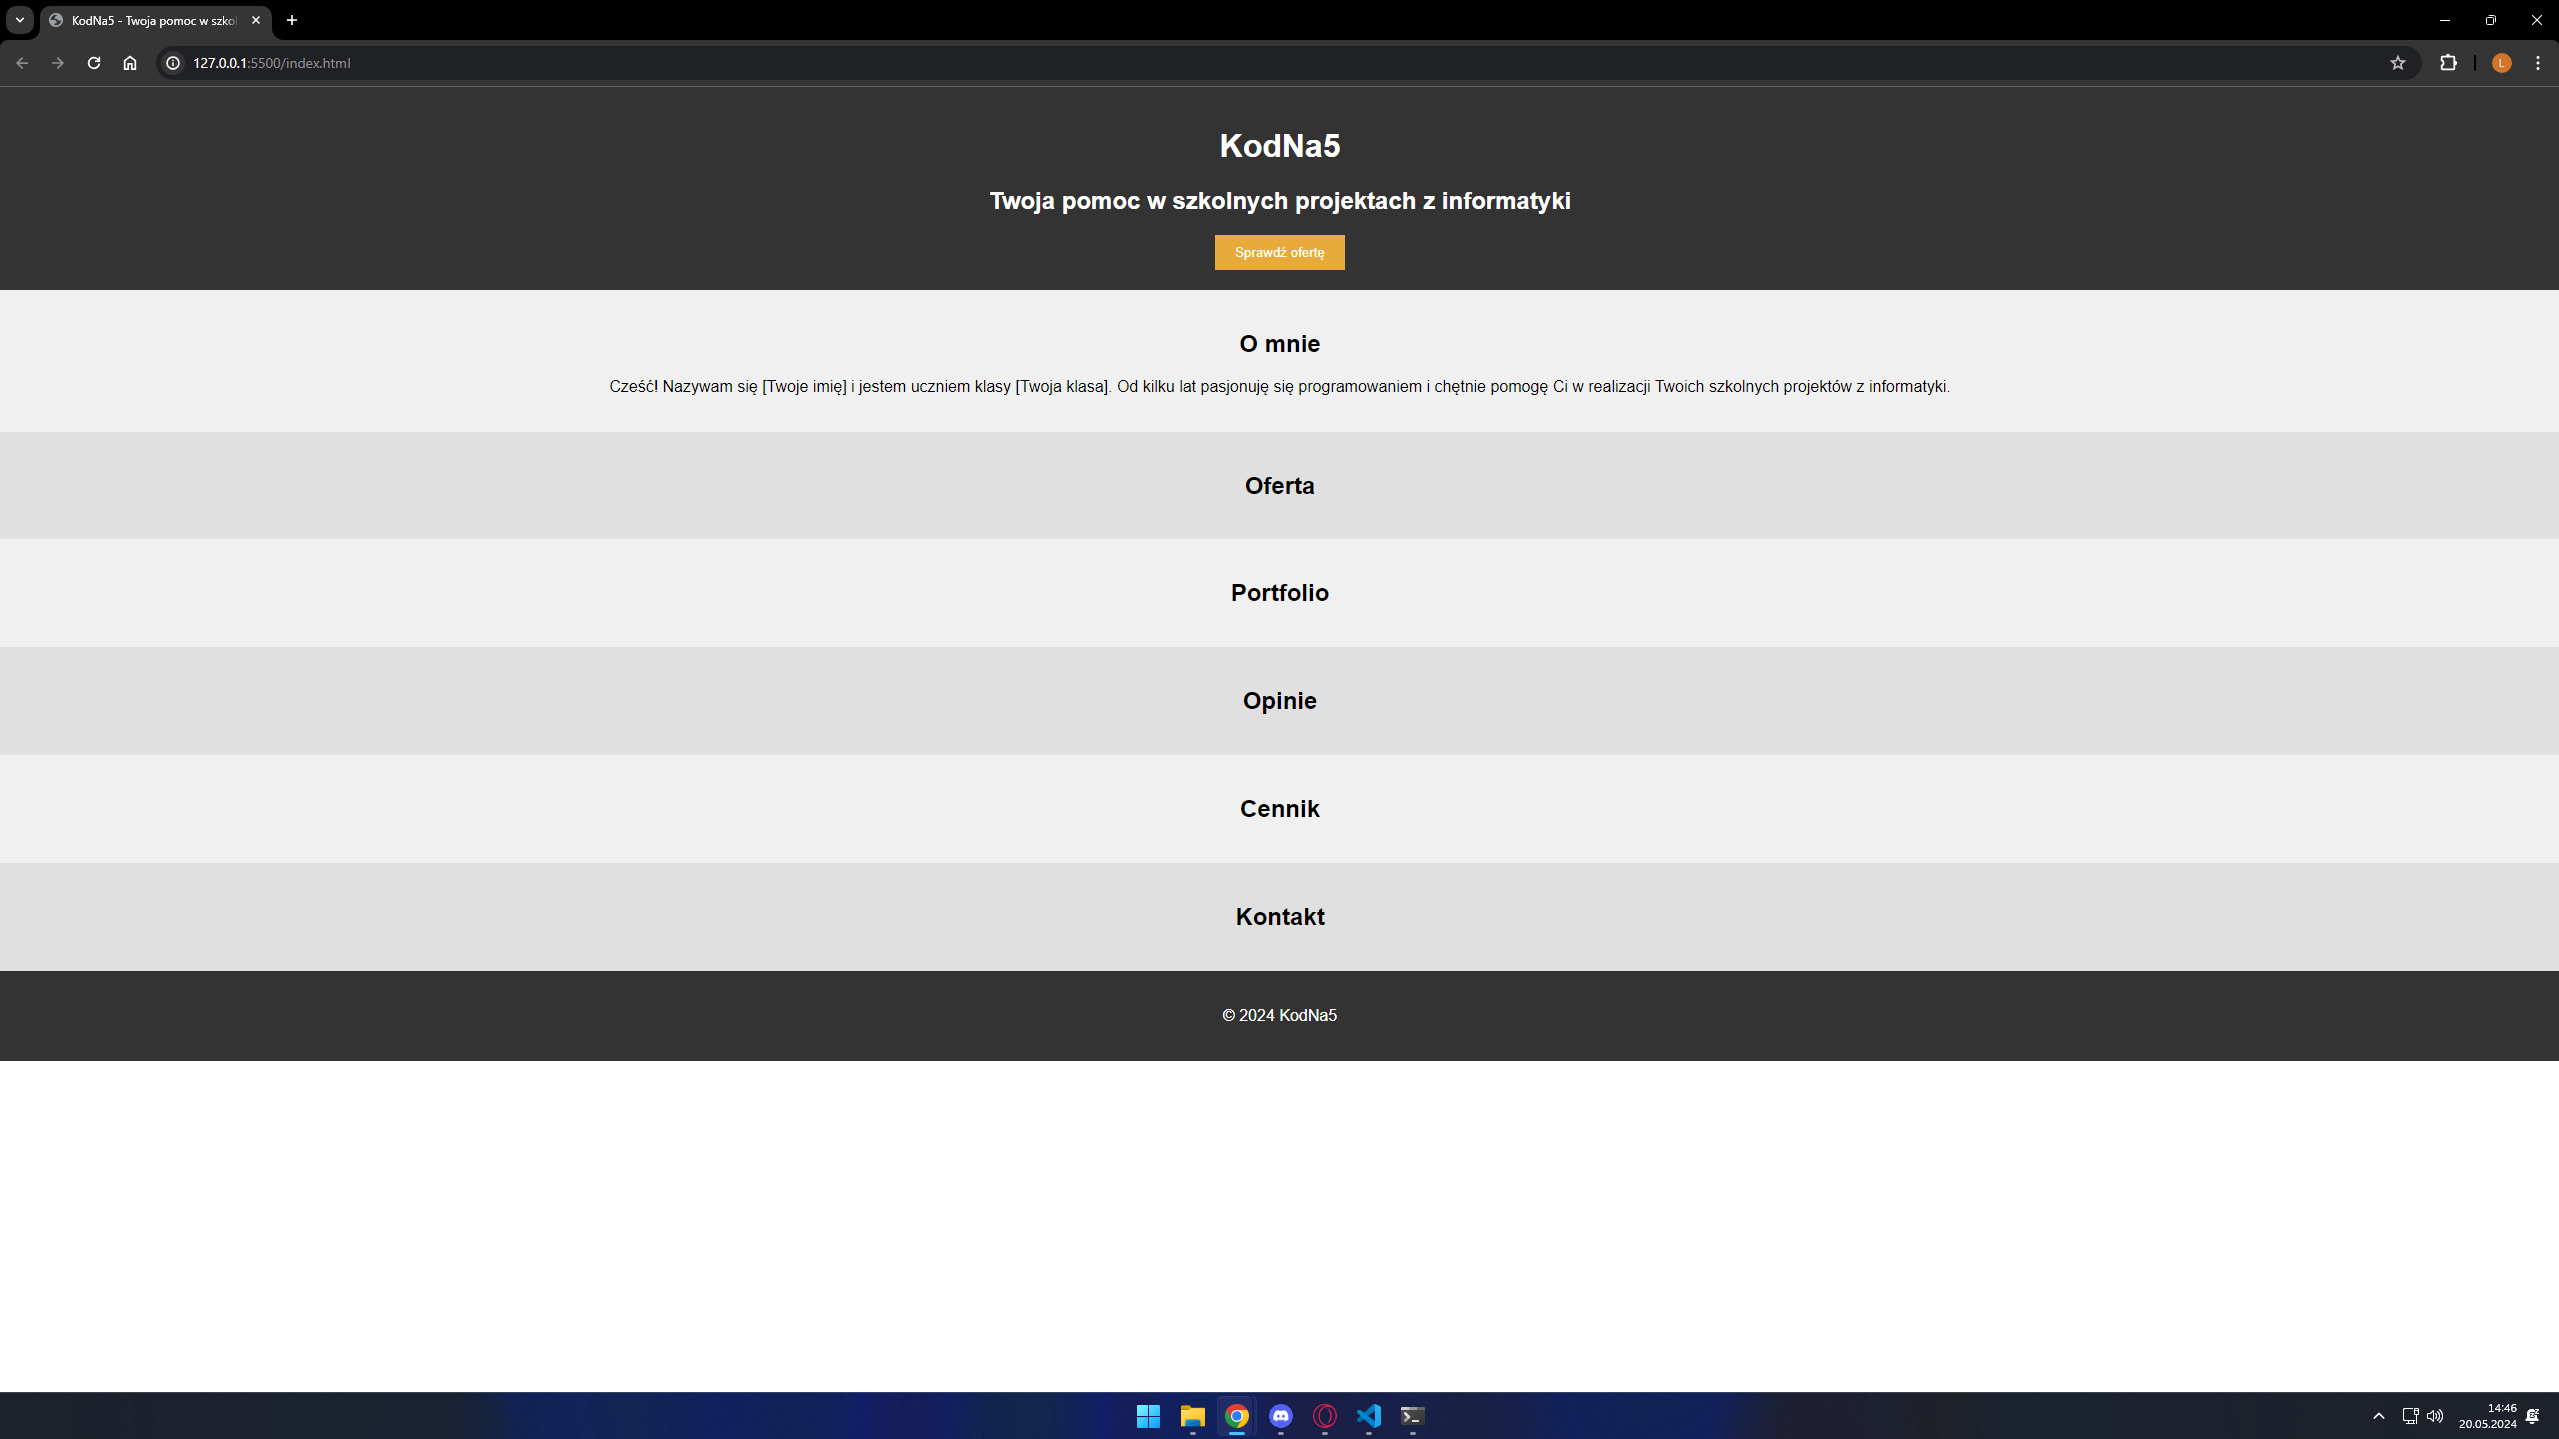 KodNa5 - Twoja pomoc w szkol
127.0.0.1:5500/index.html
L
KodNa5
Twoja pomoc w szkolnych projektach z informatyki
Sprawdź ofertę
O mnie
Cześć! Nazywam się [Twoje imię] i jestem uczniem klasy [Twoja klasa]. Od kilku lat pasjonuję się programowaniem i chętnie pomogę Ci w realizacji Twoich szkolnych projektów z informatyki.
Oferta
Portfolio
Opinie
Cennik
Kontakt
© 2024 KodNa5
14:46
20.05.2024